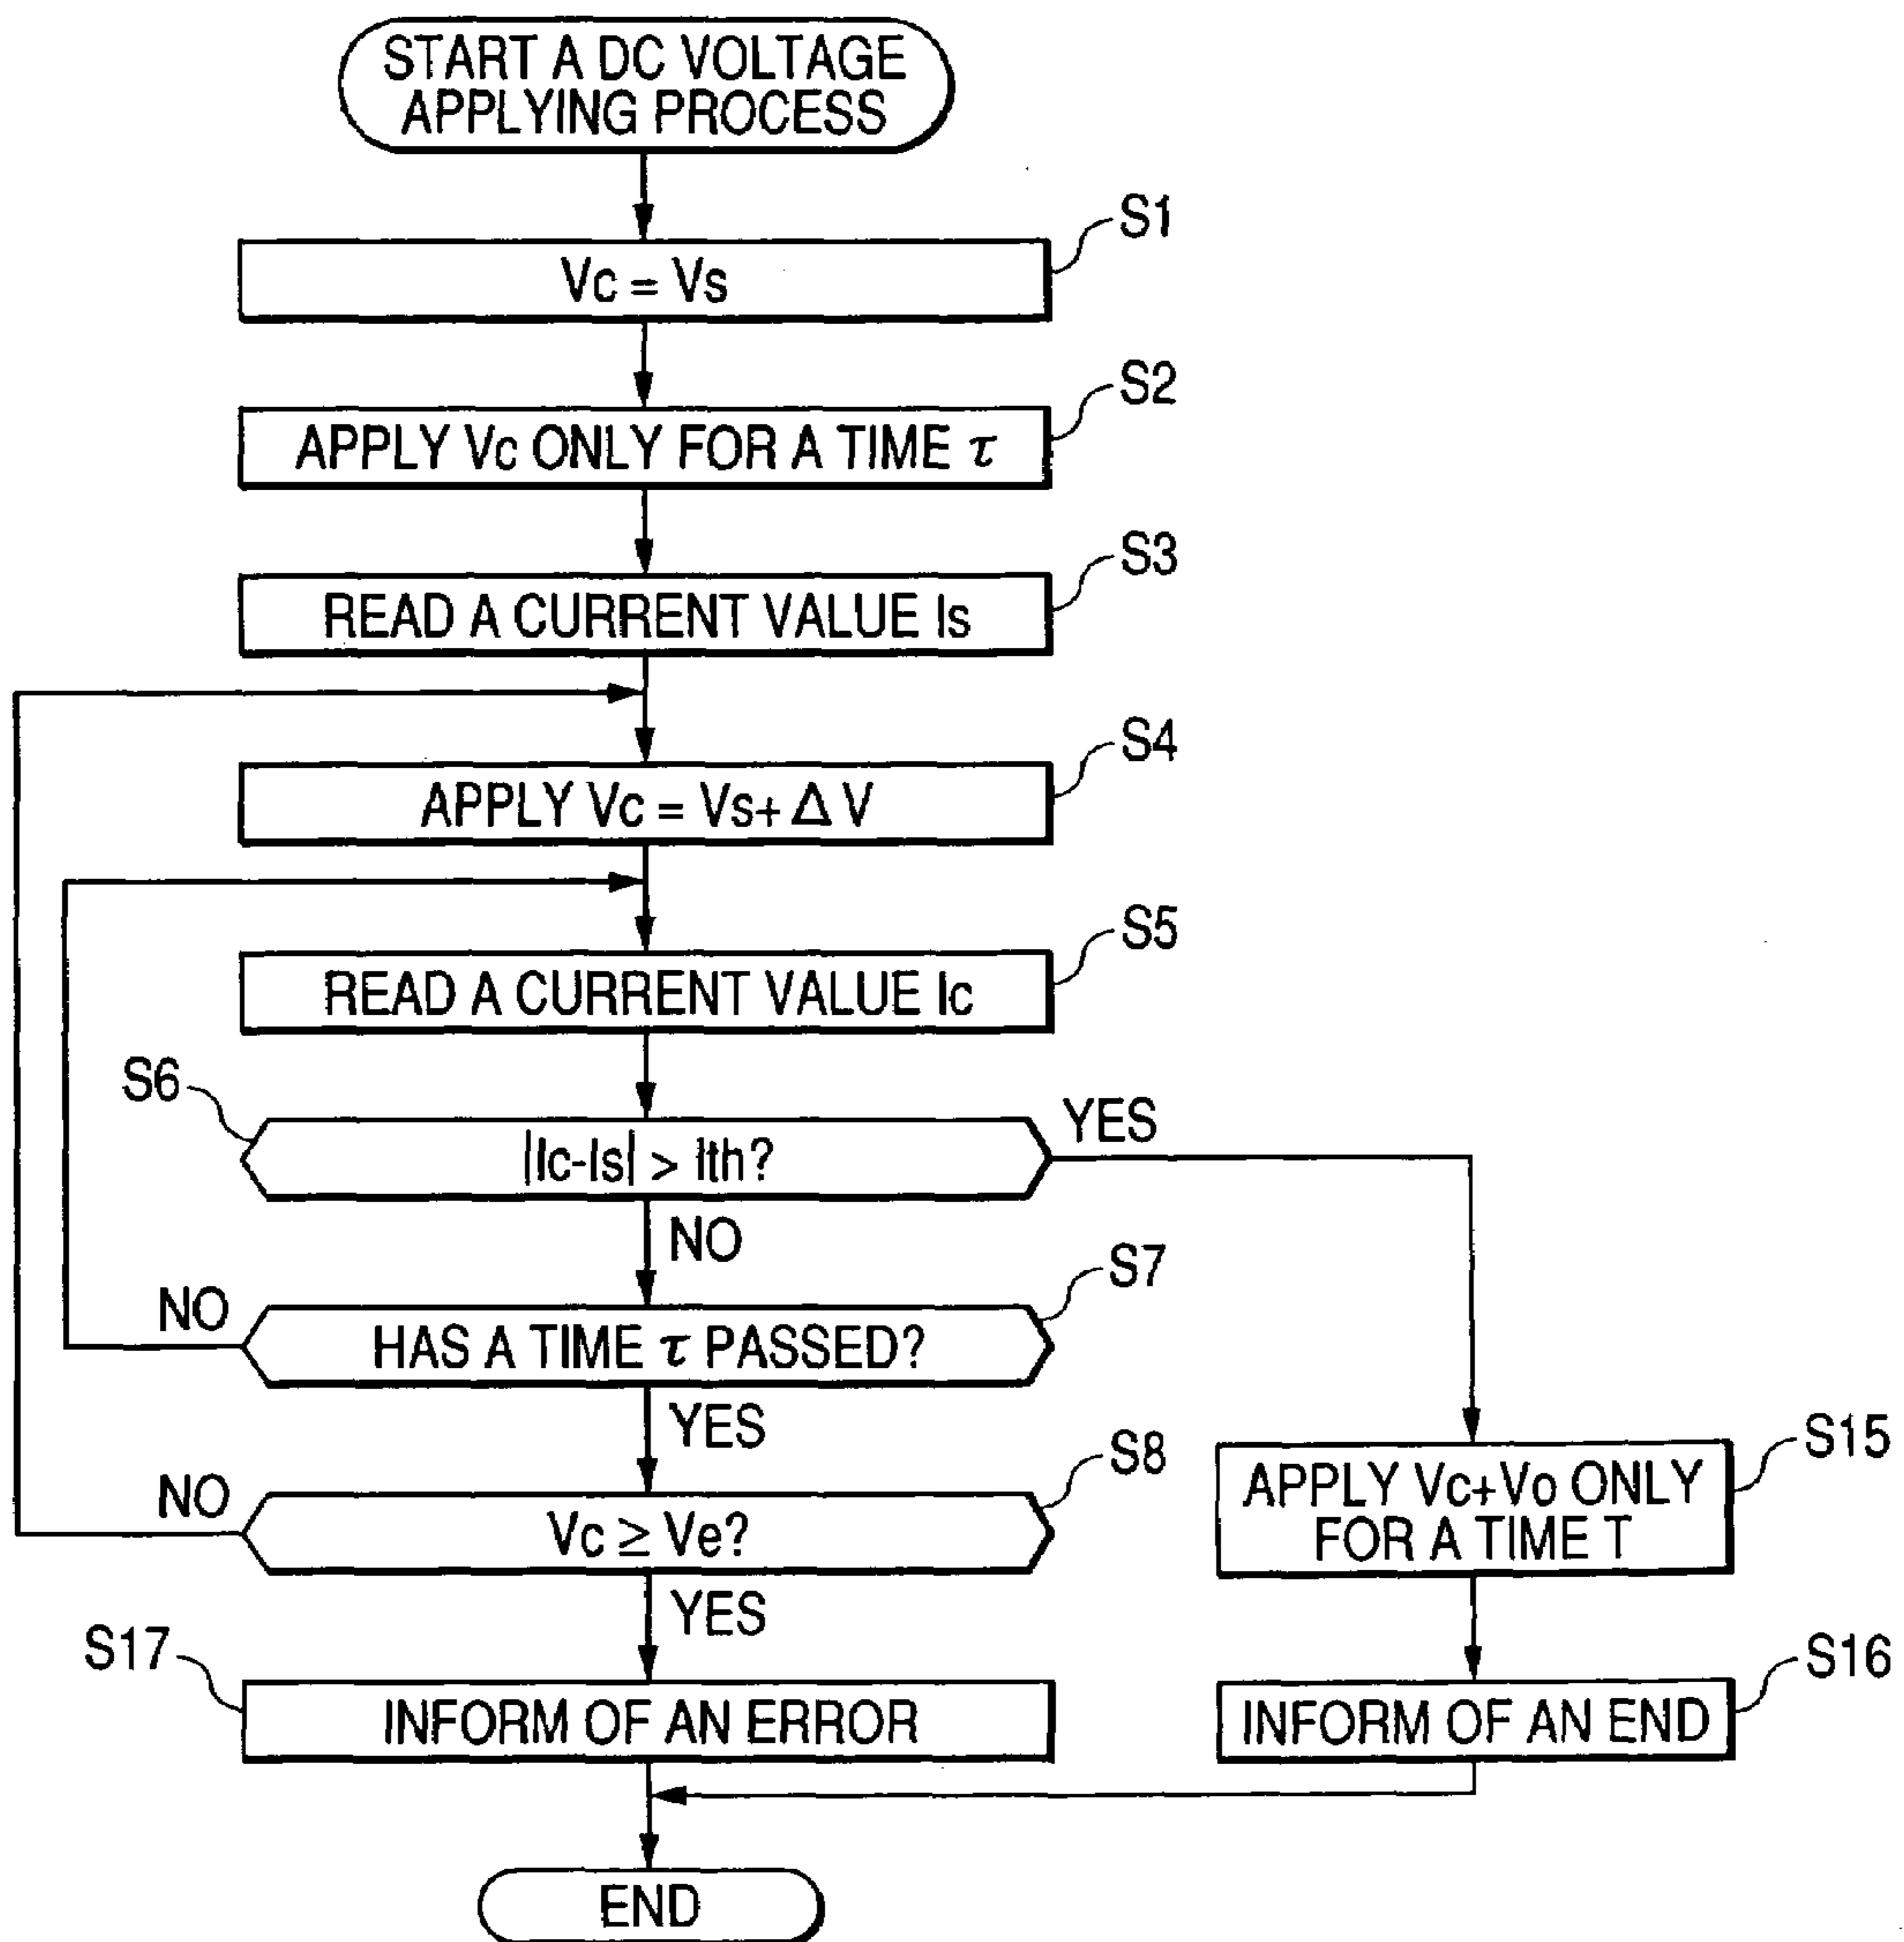 START A DC VOLTAGE
APPLYING PROCESS
S1
Vc = Vs
S2
APPLY Vc ONLY FOR A TIME τ
S3
READ A CURRENT VALUE Is
S4
APPLY Vc = Vs+ Δ V
S5
READ A CURRENT VALUE Ic
S6
|Ic-Is| > Ith?
YES
NO
S7
NO
HAS A TIME τ PASSED?
YES
S8
NO
Vc ≥ Ve?
YES
S15
APPLY Vc+Vo ONLY
FOR A TIME T
S17
INFORM OF AN ERROR
S16
INFORM OF AN END
END